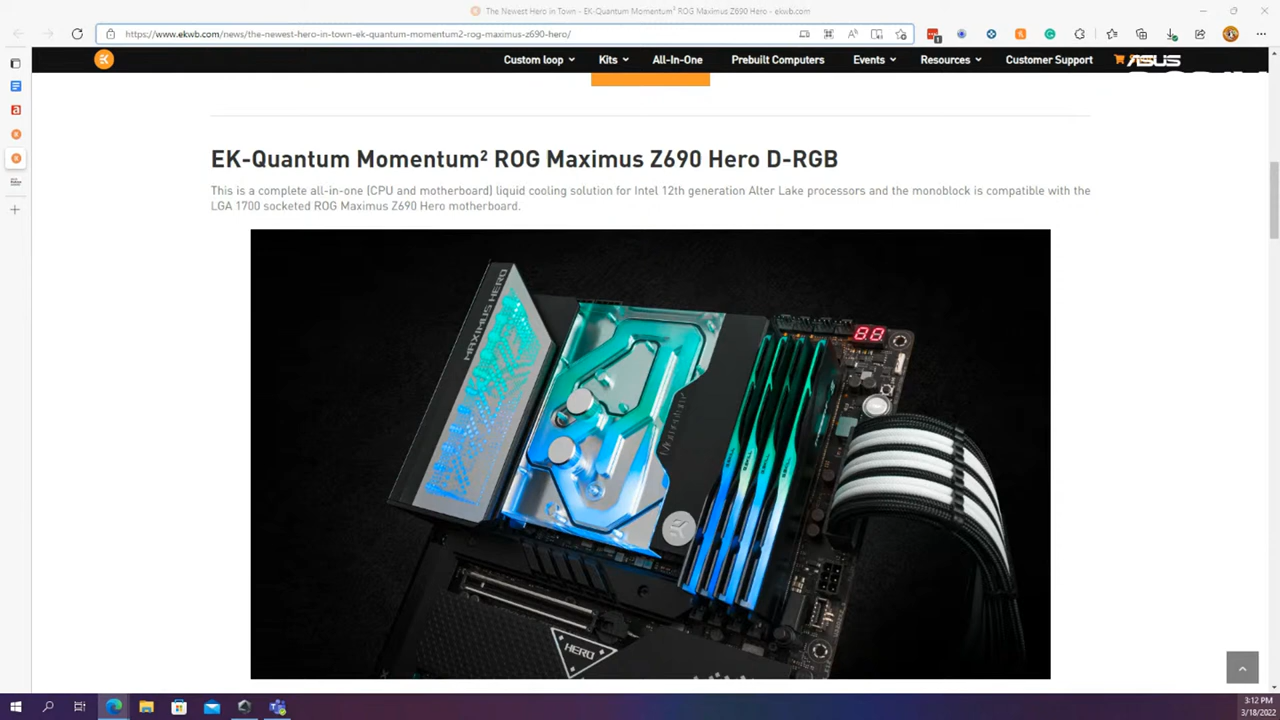 The Newest Hero in Town - EK-Quantum Momentum² ROG Maximus Z690 Hero - ekwb.com
https://www.ekwb.com/news/the-newest-hero-in-town-ek-quantum-momentum2-rog-maximus-z690-hero/
Custom loop Kits All-In-One Prebuilt Computers Events Resources Customer Support
ASUS
EK-Quantum Momentum² ROG Maximus Z690 Hero D-RGB
This is a complete all-in-one (CPU and motherboard) liquid cooling solution for Intel 12th generation Alter Lake processors and the monoblock is compatible with the
LGA 1700 socketed ROG Maximus Z690 Hero motherboard.
MAXIMUS HERO
Momentum²
HERO
3:12 PM
3/18/2022